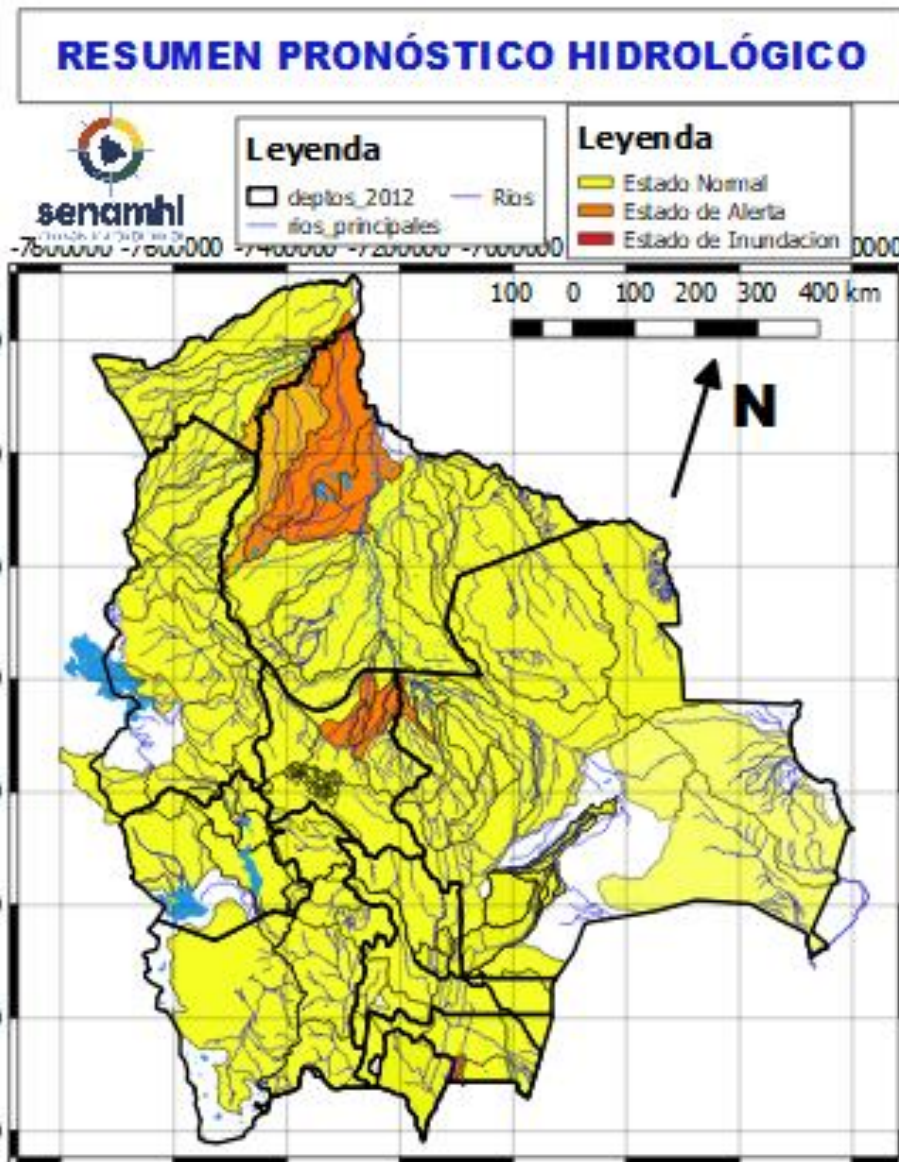 RESUMEN PRONÓSTICO HIDROLÓGICO
senamhi
Leyenda
deptos_2012
Rios
rios_principales
Leyenda
Estado Normal
Estado de Alerta
Estado de Inundacion
-7600000
-7400000
-7200000
-7000000
100 0 100 200 300 400 km
N